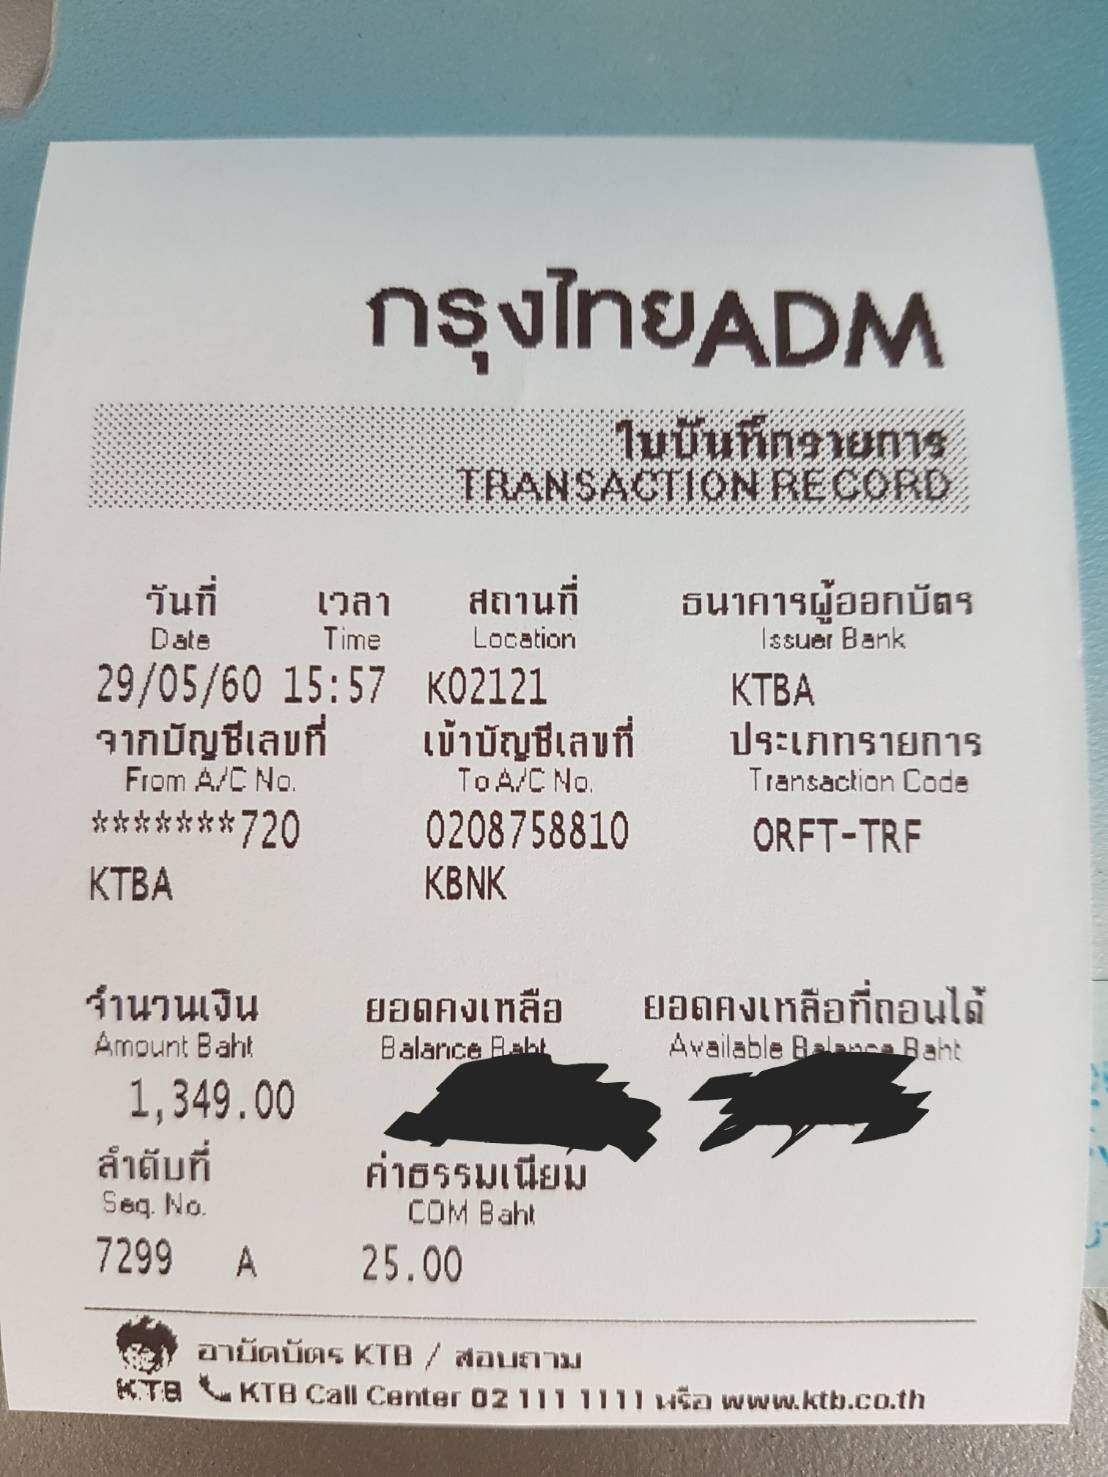 กรุงไทยADM
ใบบันทึกรายการ
TRANSACTION RECORD
วันที่ เวลา สถานที่ ธนาคารผู้ออกบัตร
Date Time Location Issuer Bank
29/05/60 15:57 K02121 KTBA
จากบัญชีเลขที่ เข้าบัญชีเลขที่ ประเภทรายการ
From A/C No. To A/C No. Transaction Code
*******720 0208758810 ORFT-TRF
KTBA KBNK
จำนวนเงิน ยอดคงเหลือ ยอดคงเหลือที่ถอนได้
Amount Baht Balance Baht Available Balance Baht
1,349.00
ลำดับที่ ค่าธรรมเนียม
Seq. No. COM Baht
7299 A 25.00
อายัดบัตร KTB / สอบถาม
KTB KTB Call Center 02 111 1111 หรือ www.ktb.co.th